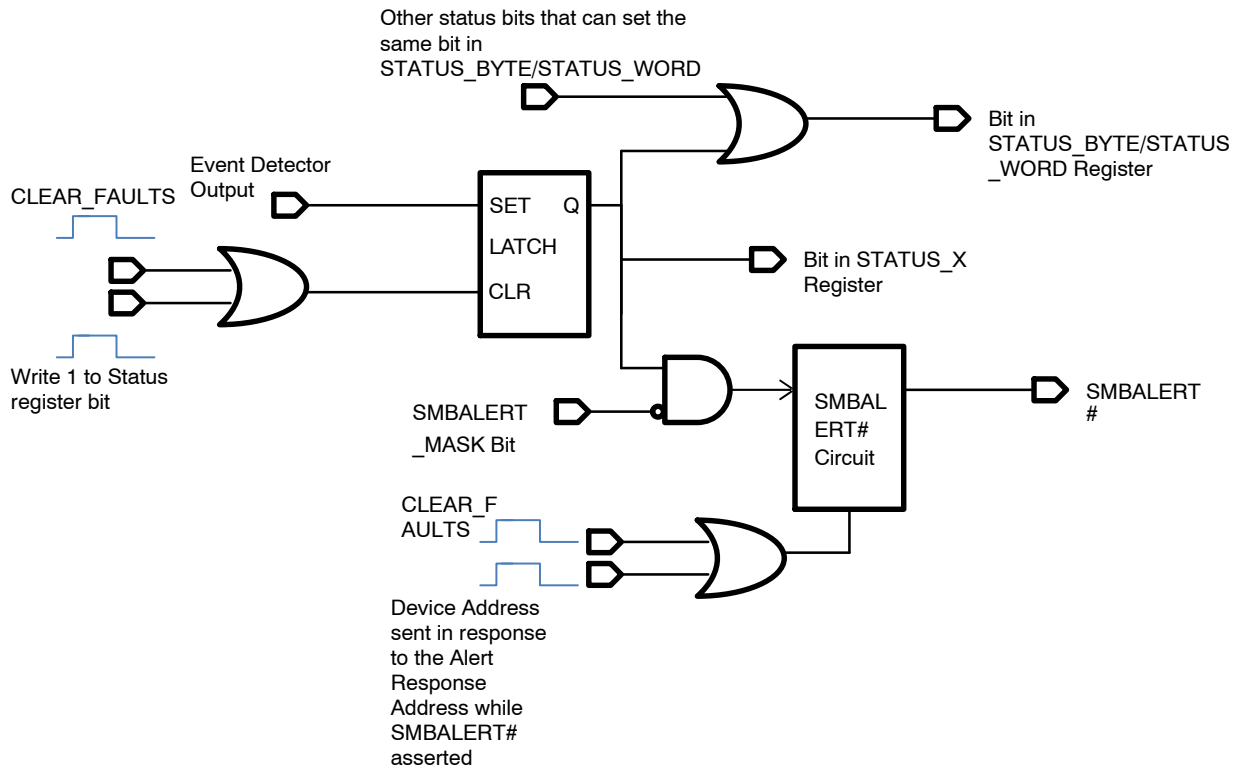 Other status bits that can set the
same bit in
STATUS_BYTE/STATUS_WORD
Bit in
STATUS_BYTE/STATUS
_WORD Register
Event Detector
Output
CLEAR_FAULTS
SET Q
LATCH
CLR
Bit in STATUS_X
Register
Write 1 to Status
register bit
SMBALERT
_MASK Bit
SMBAL
ERT#
Circuit
SMBALERT
#
CLEAR_F
AULTS
Device Address
sent in response
to the Alert
Response
Address while
SMBALERT#
asserted